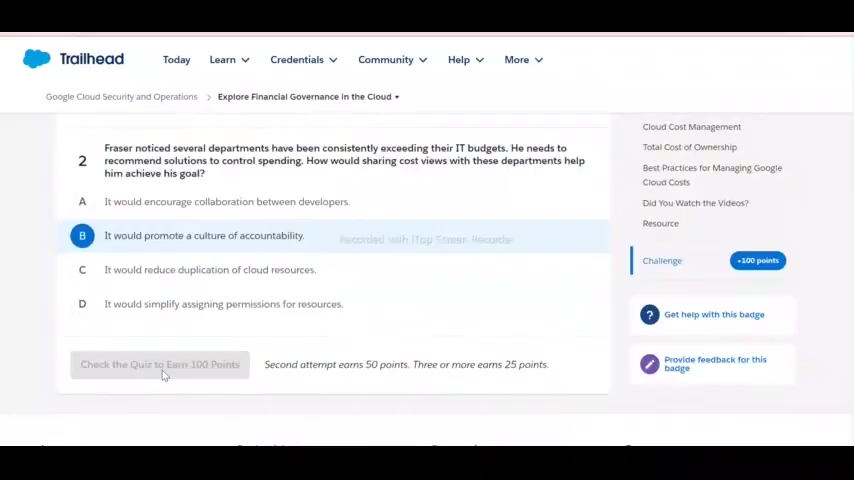 Trailhead
Today Learn Credentials Community Help More
Google Cloud Security and Operations > Explore Financial Governance in the Cloud
2
Fraser noticed several departments have been consistently exceeding their IT budgets. He needs to
recommend solutions to control spending. How would sharing cost views with these departments help
him achieve his goal?
A It would encourage collaboration between developers.
B It would promote a culture of accountability.
Recorded with iTop Screen Recorder
C It would reduce duplication of cloud resources.
D It would simplify assigning permissions for resources.
Check the Quiz to Earn 100 Points
Second attempt earns 50 points. Three or more earns 25 points.
Cloud Cost Management
Total Cost of Ownership
Best Practices for Managing Google
Cloud Costs
Did You Watch the Videos?
Resource
Challenge +100 points
? Get help with this badge
Provide feedback for this
badge